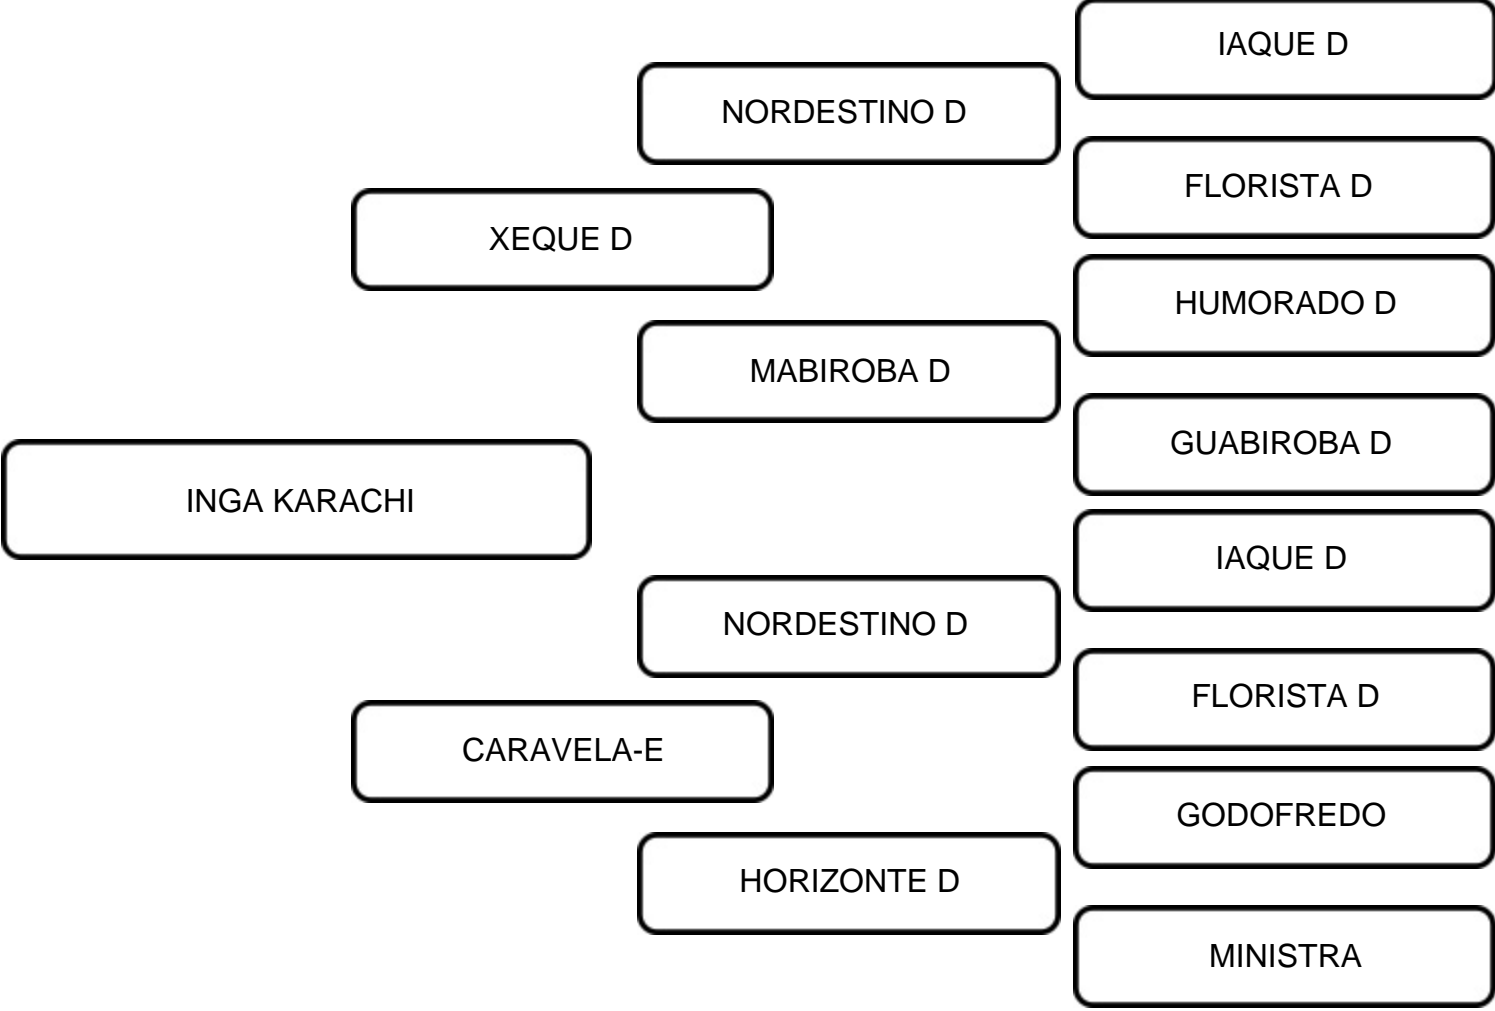 IAQUE D
NORDESTINO D
FLORISTA D
XEQUE D
HUMORADO D
MABIROBA D
GUABIROBA D
INGA KARACHI
IAQUE D
NORDESTINO D
FLORISTA D
CARAVELA-E
GODOFREDO
HORIZONTE D
MINISTRA